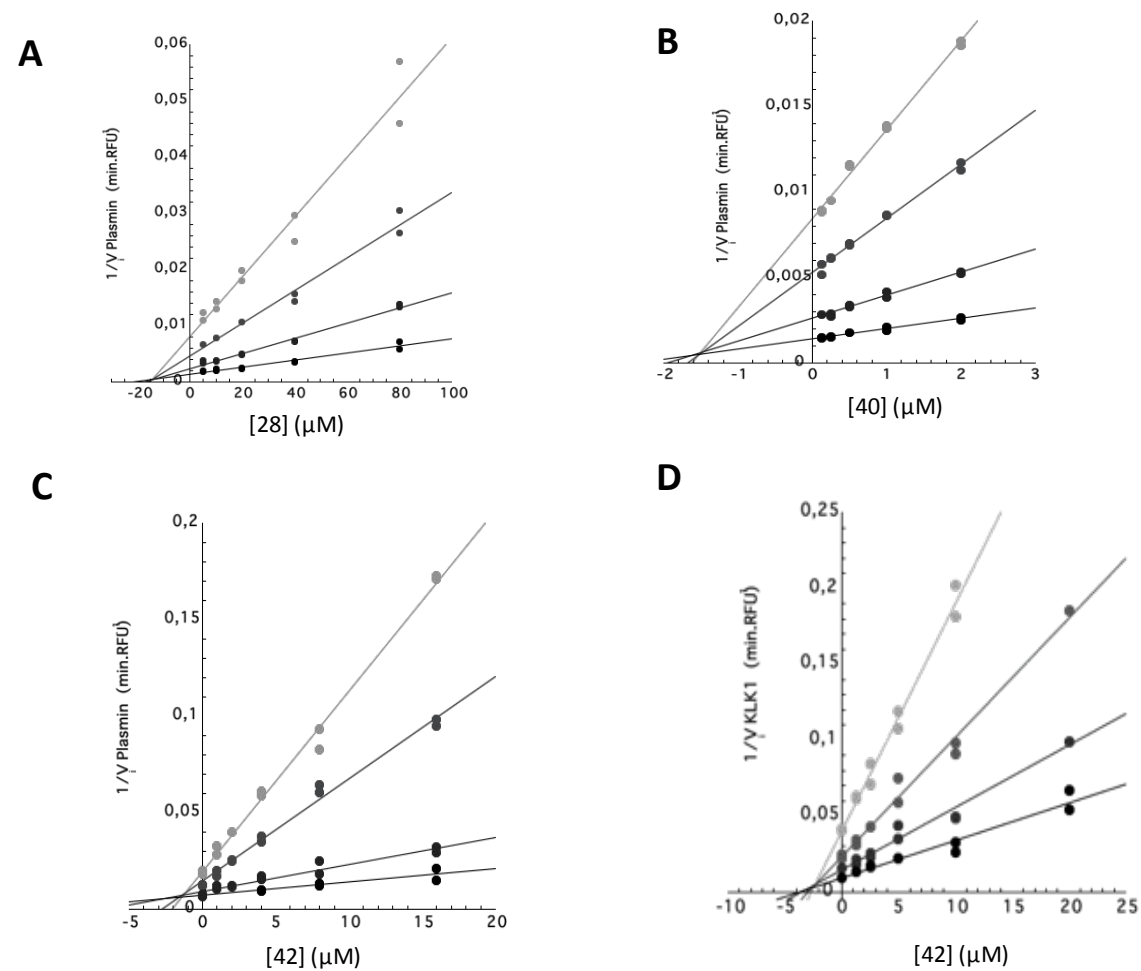 A
0,06
0,05
0,04
0,03
0,02
0,01
0
-20 0 20 40 60 80 100
1/Vi Plasmin (min.RFU)
[28] (µM)
B
0,02
0,015
0,01
0,005
0
-2 -1 0 1 2 3
1/Vi Plasmin (min.RFU)
[40] (µM)
C
0,2
0,15
0,1
0,05
0
-5 0 5 10 15 20
1/Vi Plasmin (min.RFU)
[42] (µM)
D
0,25
0,2
0,15
0,1
0,05
0
-10 -5 0 5 10 15 20 25
1/Vi KLK1 (min.RFU)
[42] (µM)